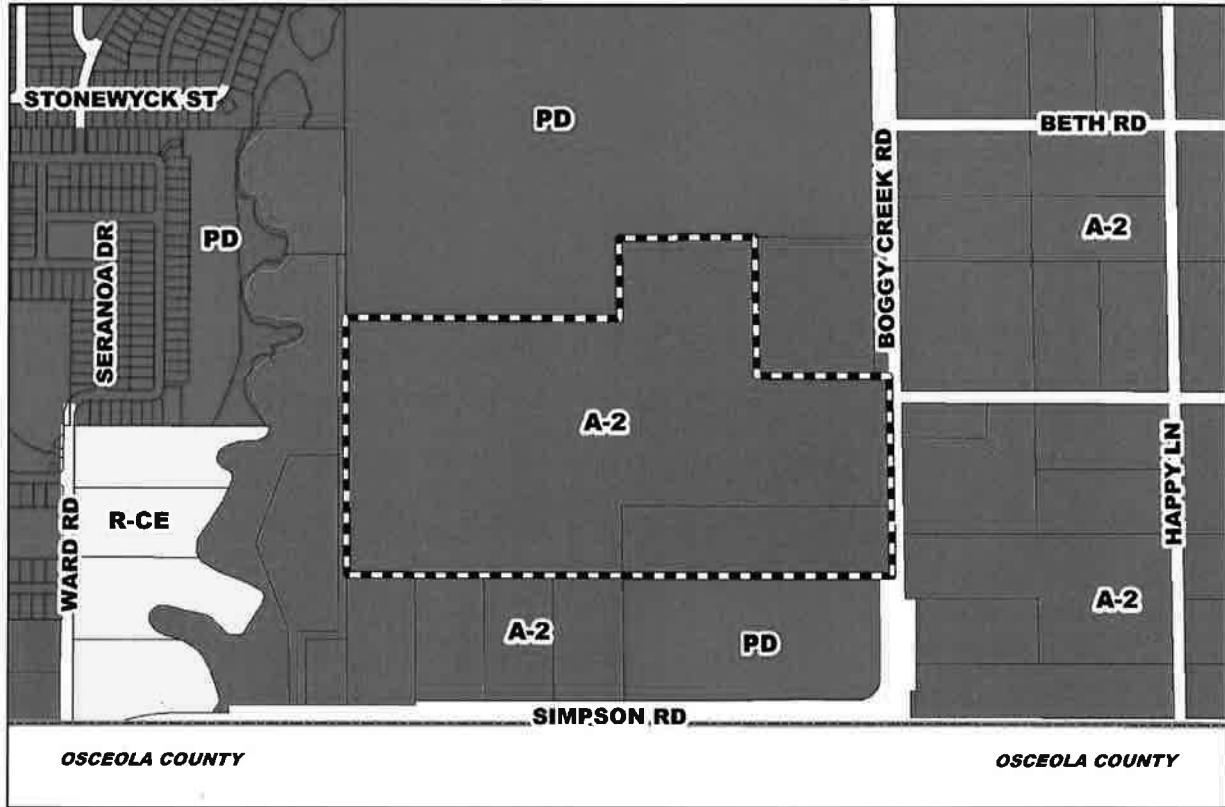 STONEWYCK ST
PD
BETH RD
BOGGY CREEK RD
A-2
PD
SERANOA DR
A-2
HAPPY LN
R-CE
WARD RD
A-2
A-2
PD
SIMPSON RD
OSCEOLA COUNTY
OSCEOLA COUNTY